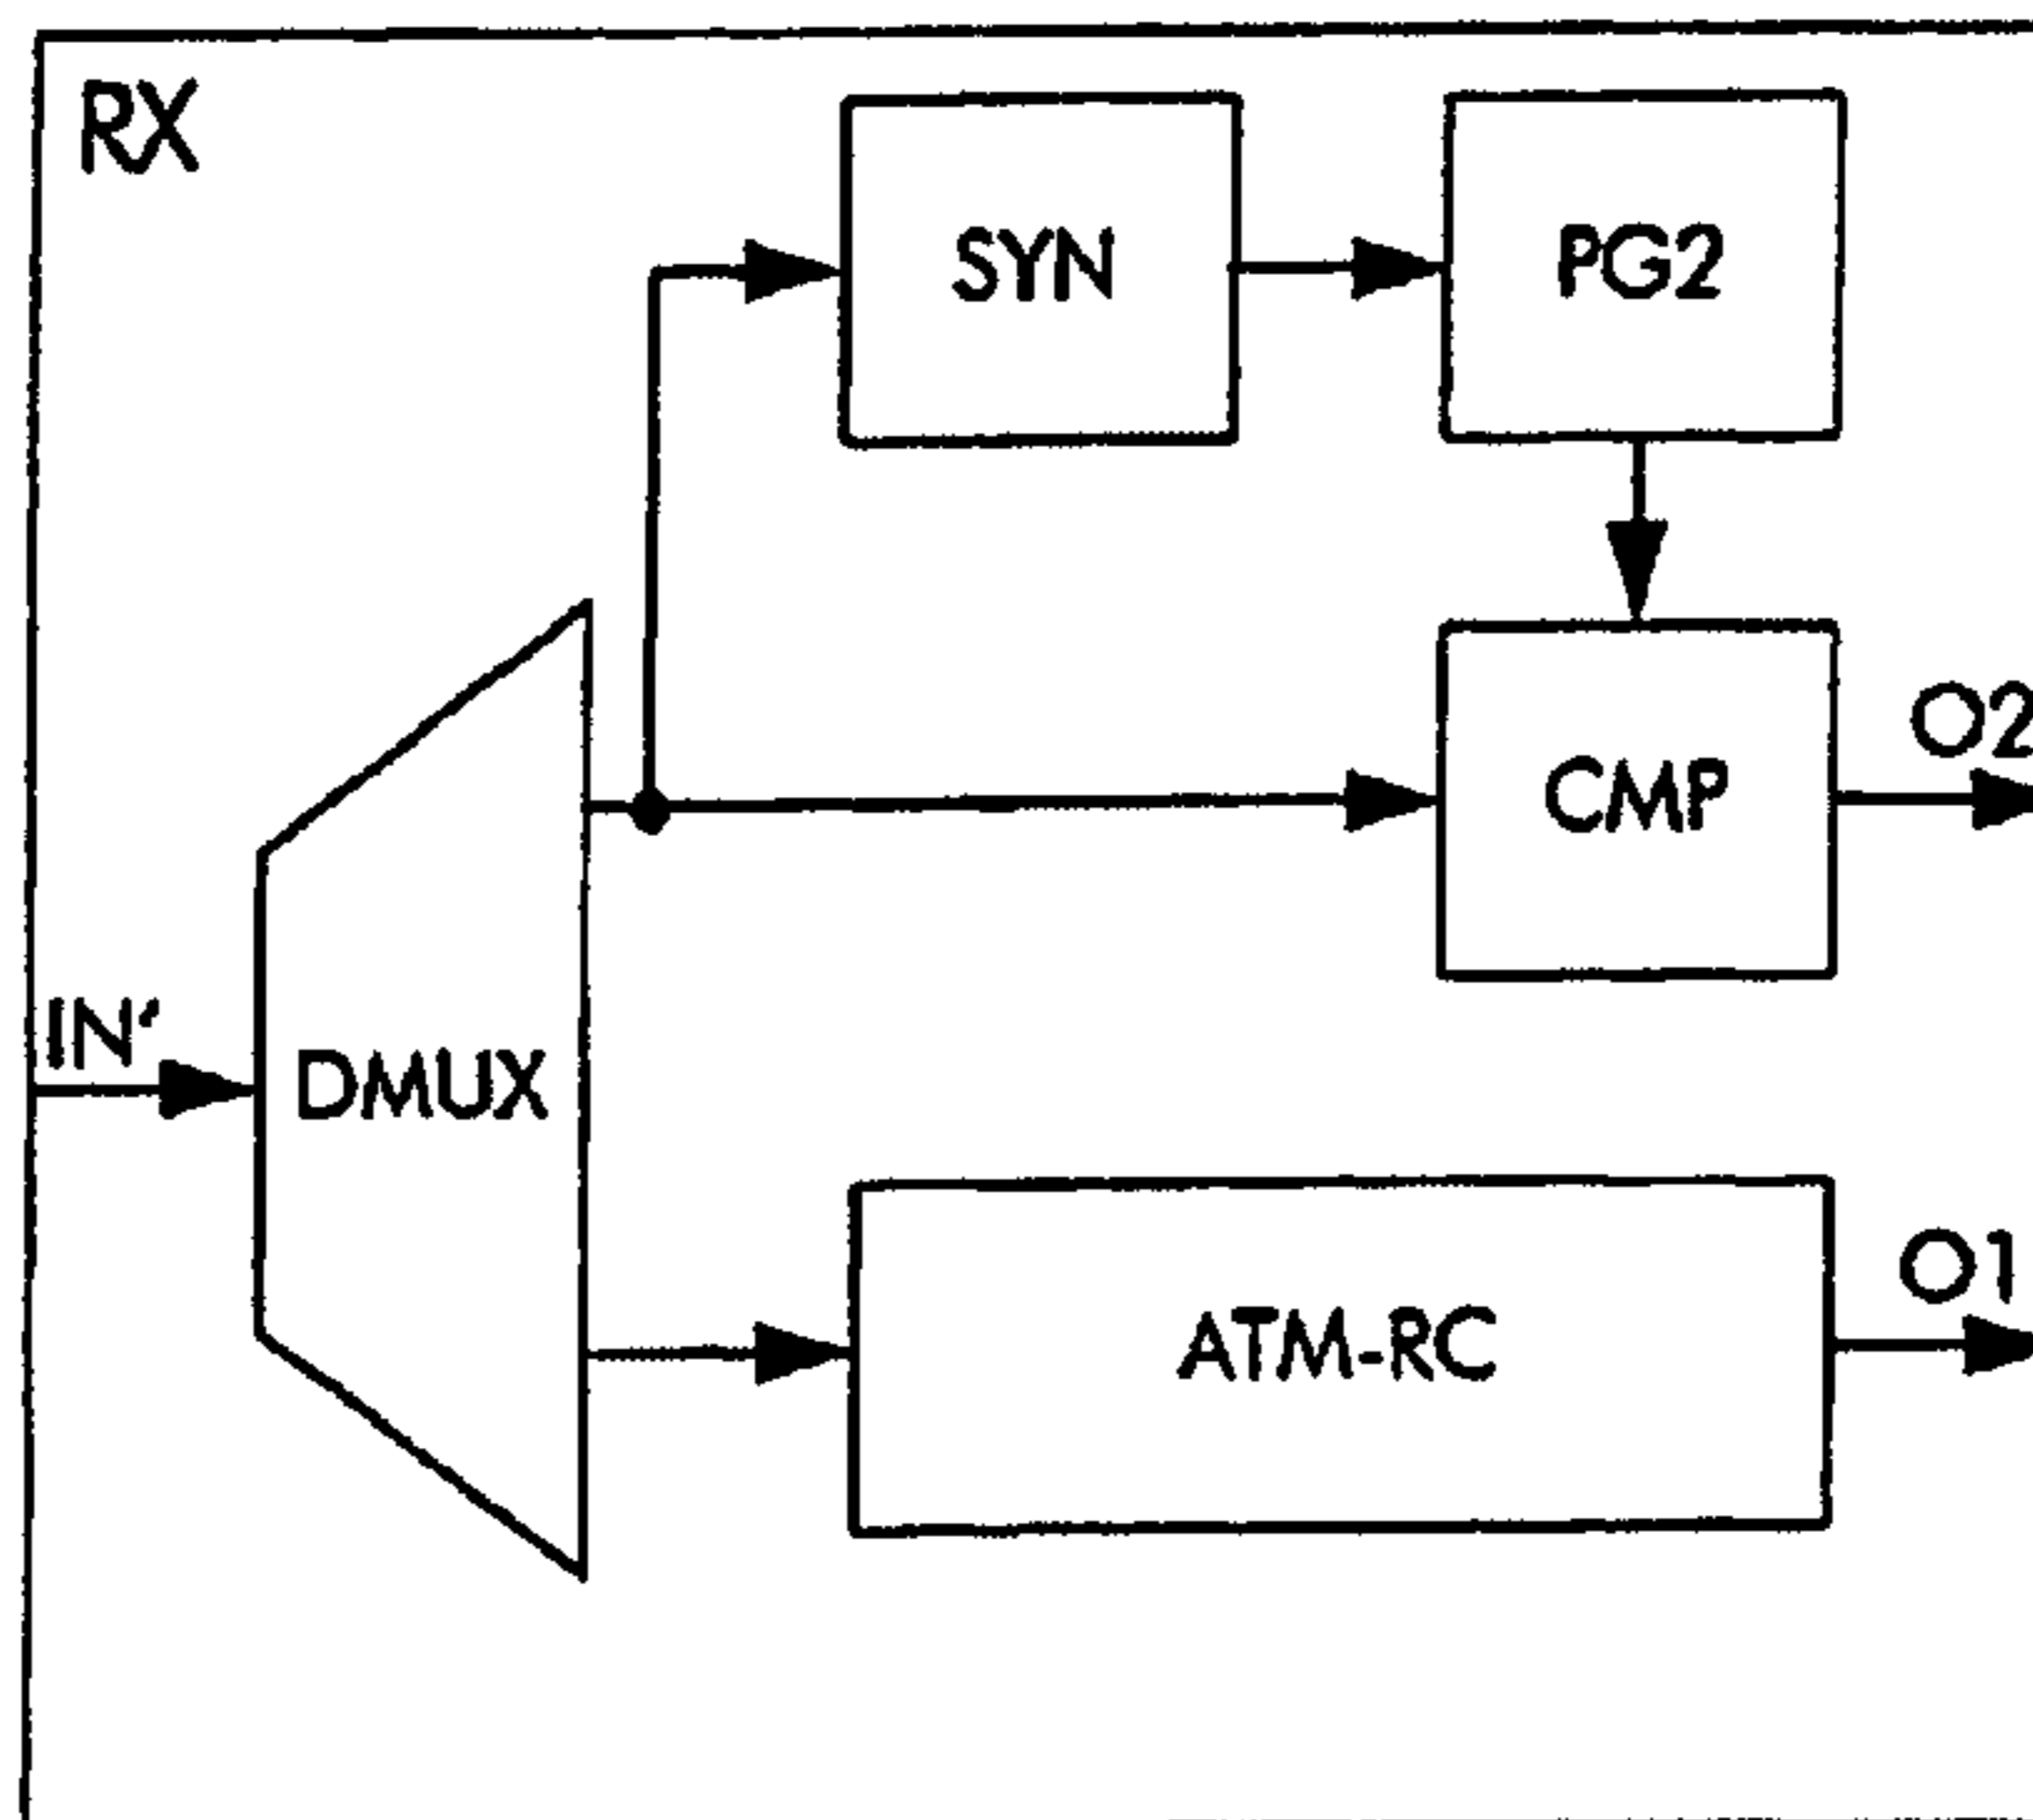 RX
SYN
PG2
O2
CMP
IN'
DMUX
O1
ATM-RC